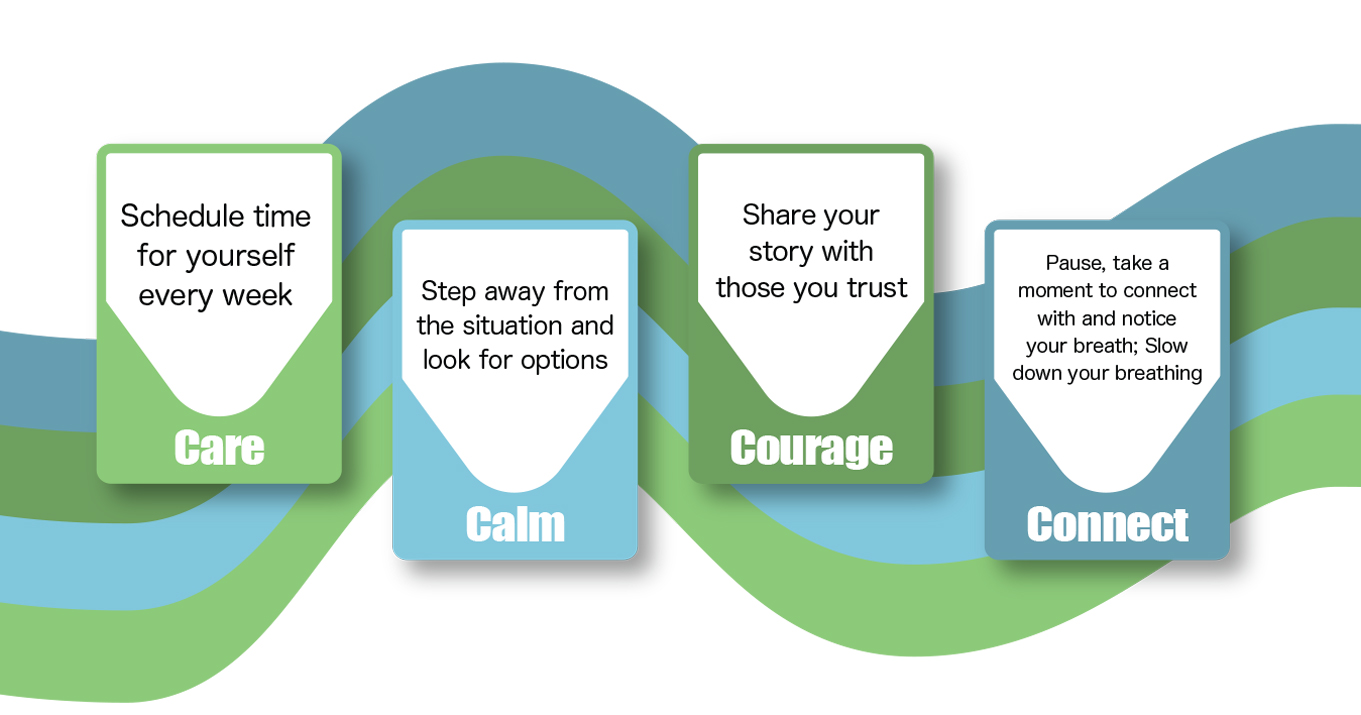 Schedule time
for yourself
every week
Care
Step away from
the situation and
look for options
Calm
Share your
story with
those you trust
Courage
Pause, take a
moment to connect
with and notice
your breath; Slow
down your breathing
Connect